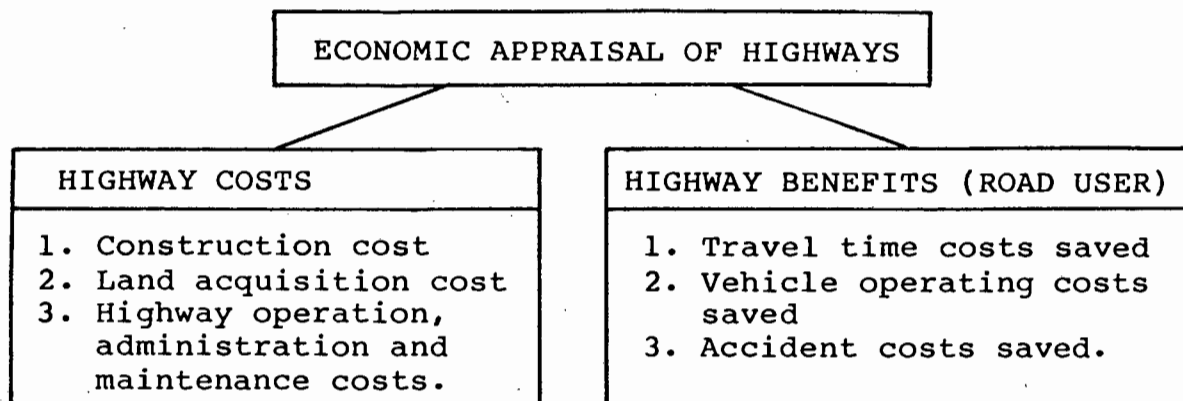 ECONOMIC APPRAISAL OF HIGHWAYS
HIGHWAY COSTS
1. Construction cost
2. Land acquisition cost
3. Highway operation,
administration and
maintenance costs.
HIGHWAY BENEFITS (ROAD USER)
1. Travel time costs saved
2. Vehicle operating costs
saved
3. Accident costs saved.